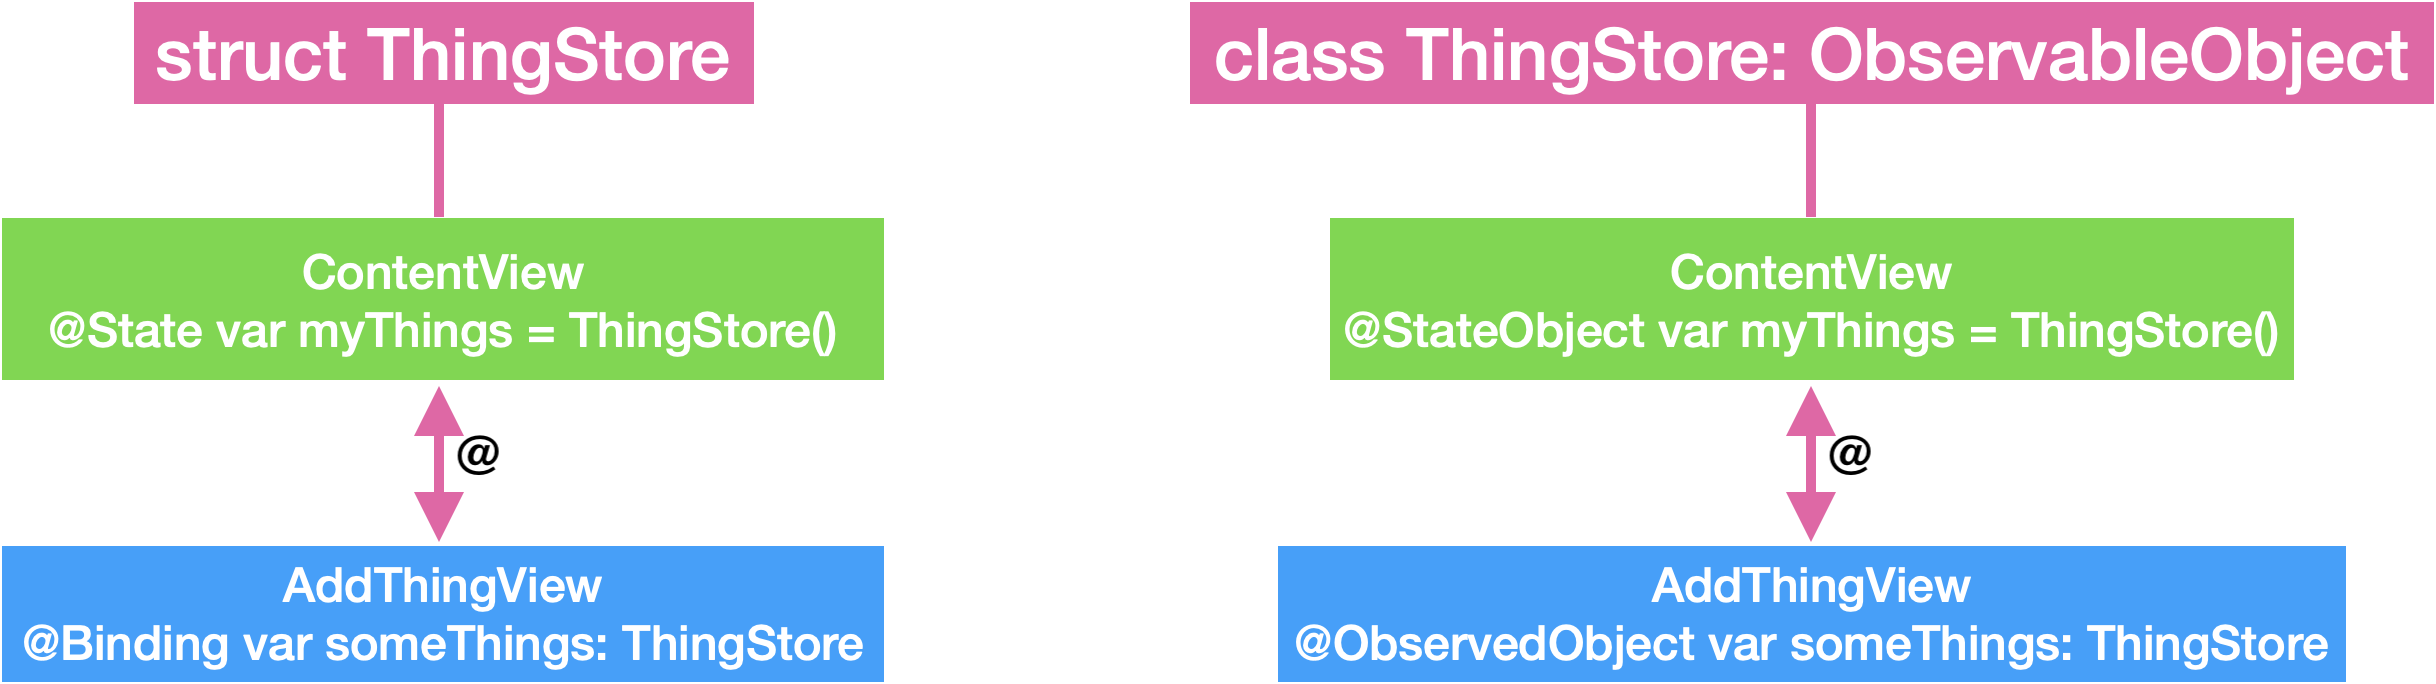 struct ThingStore
ContentView
@State var myThings = ThingStore()
@
AddThingView
@Binding var someThings: ThingStore
class ThingStore: ObservableObject
ContentView
@StateObject var myThings = ThingStore()
@
AddThingView
@ObservedObject var someThings: ThingStore